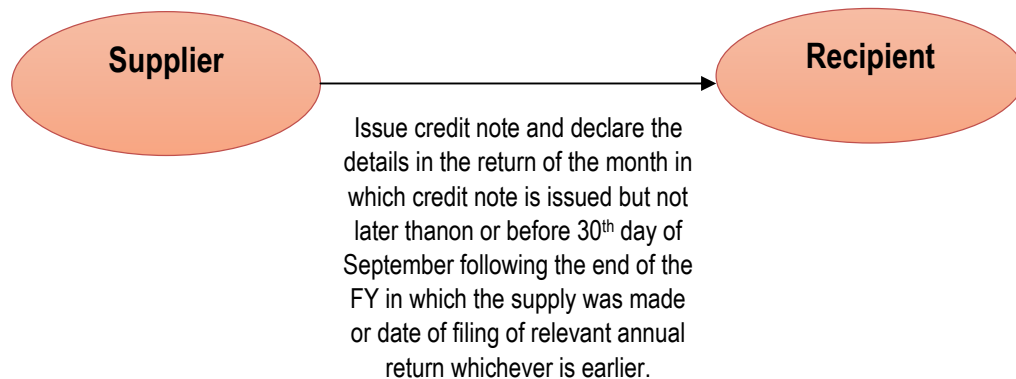 Supplier
Recipient
Issue credit note and declare the
details in the return of the month in
which credit note is issued but not
later thanon or before 30th day of
September following the end of the
FY in which the supply was made
or date of filing of relevant annual
return whichever is earlier.